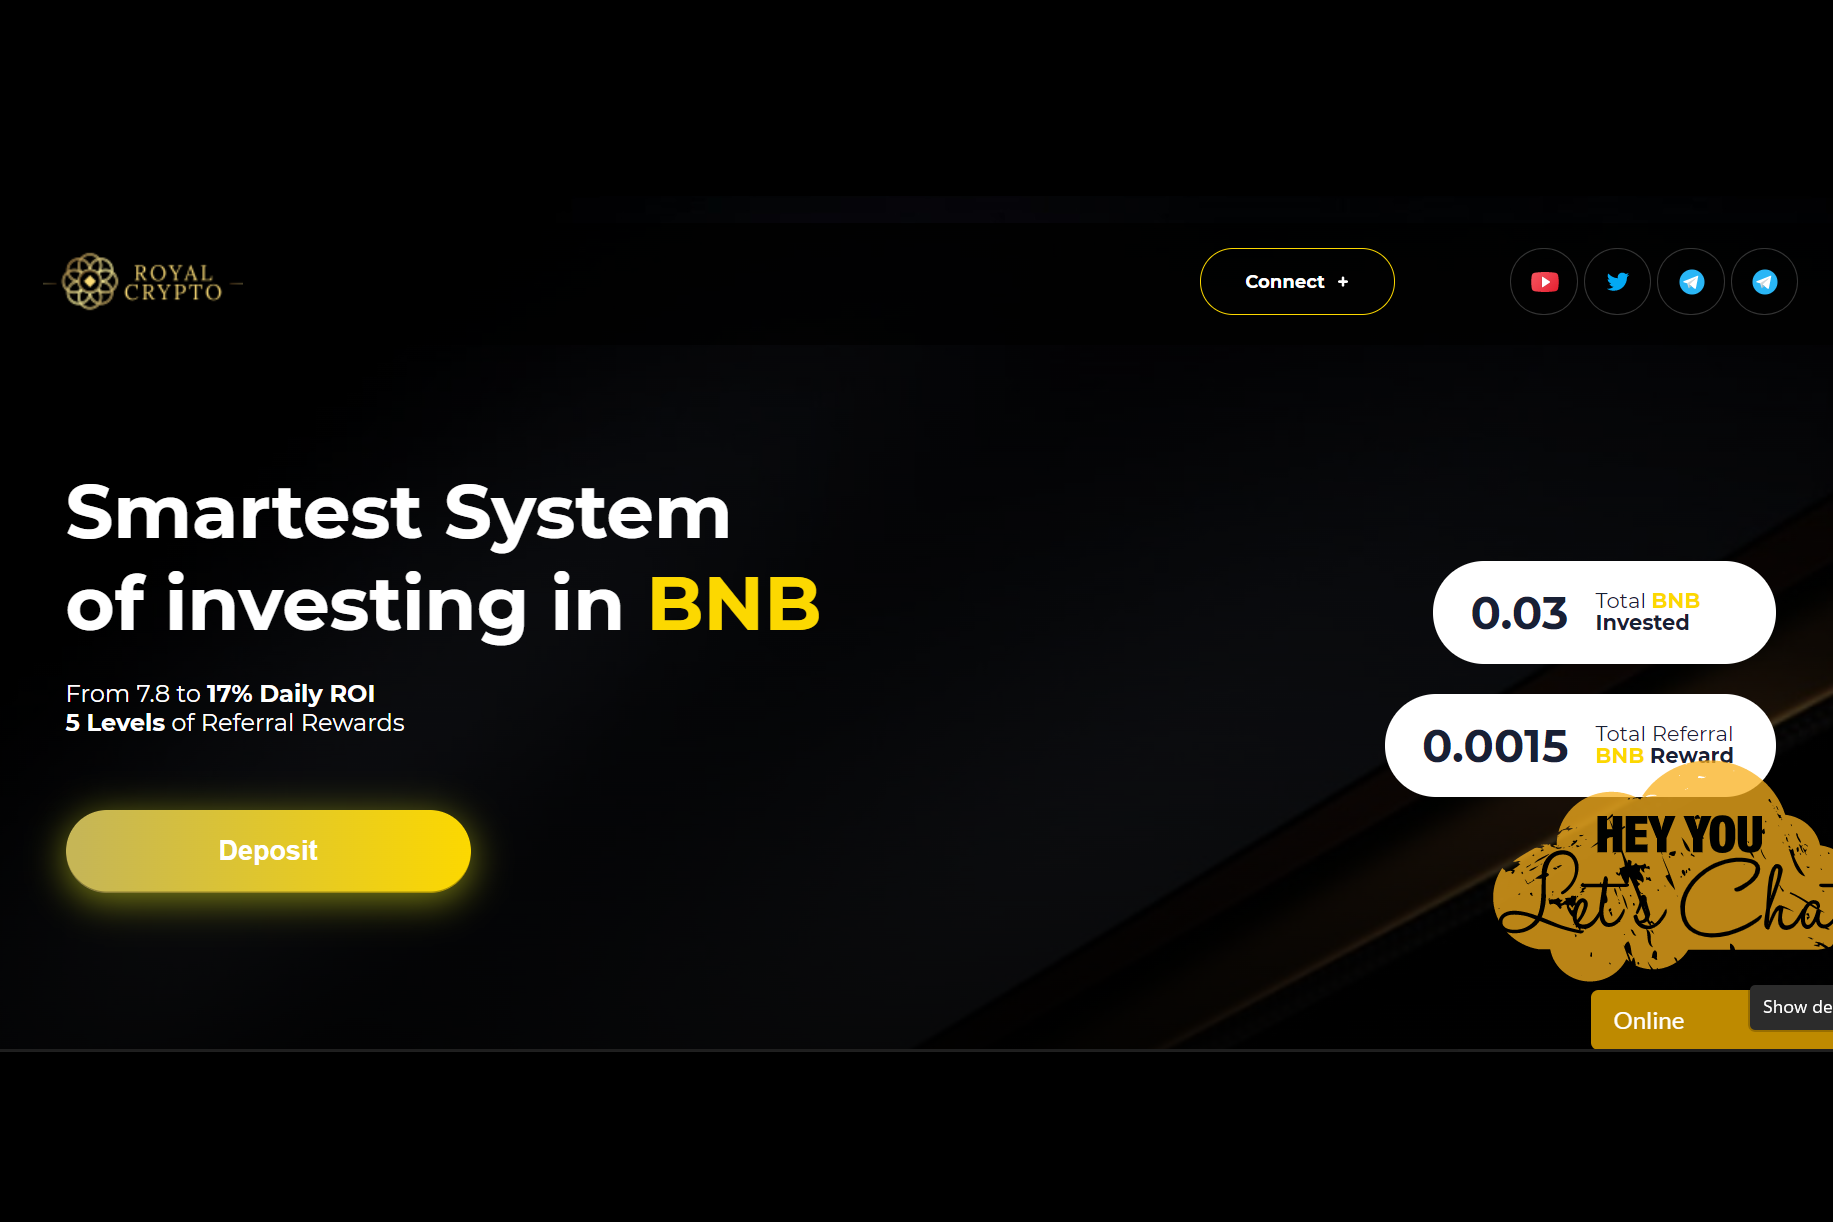 ROYAL
CRYPTO
Connect +
Smartest System
of investing in BNB
From 7.8 to 17% Daily ROI
5 Levels of Referral Rewards
Deposit
0.03
Total BNB
Invested
0.0015
Total Referral
BNB Reward
HEY YOU
Let's Cha
Online
Show de